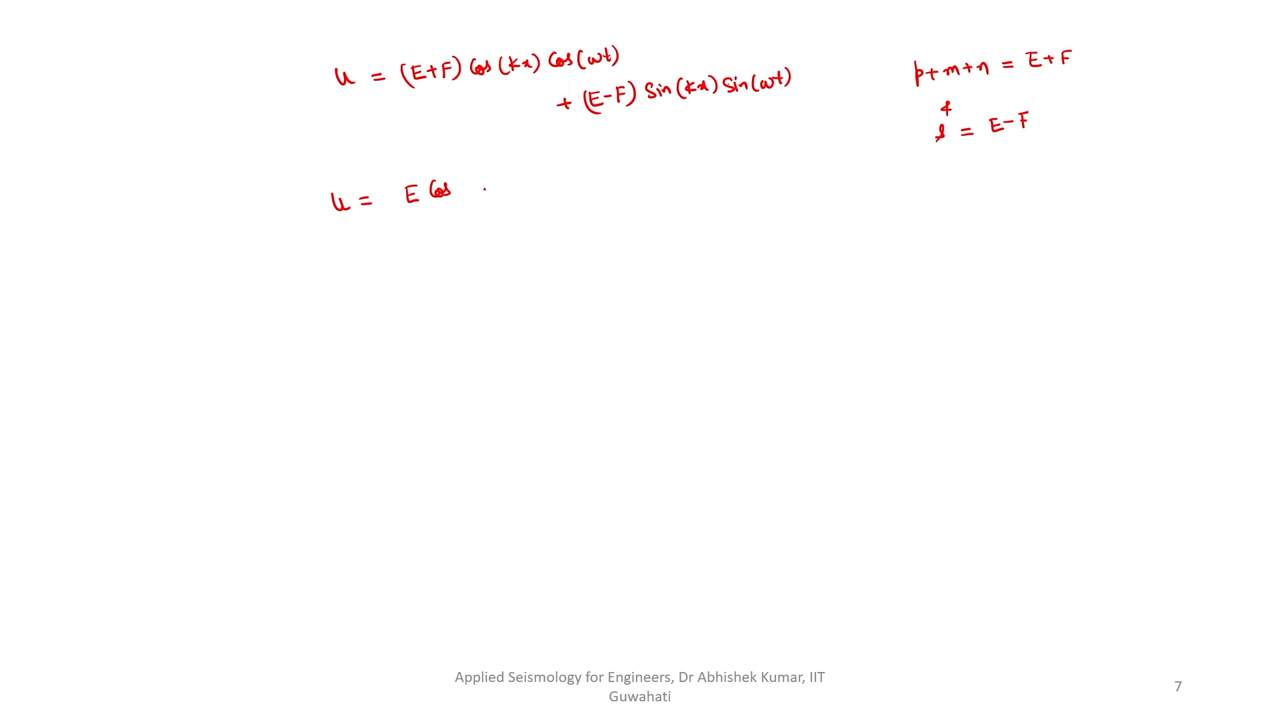 u = (E+F) Cos(kx) Cos(ωt)
+ (E-F) Sin(kx) Sin(ωt)
p+m+n = E+F
&
s = E-F
u = E Cos
Applied Seismology for Engineers, Dr Abhishek Kumar, IIT
Guwahati
7